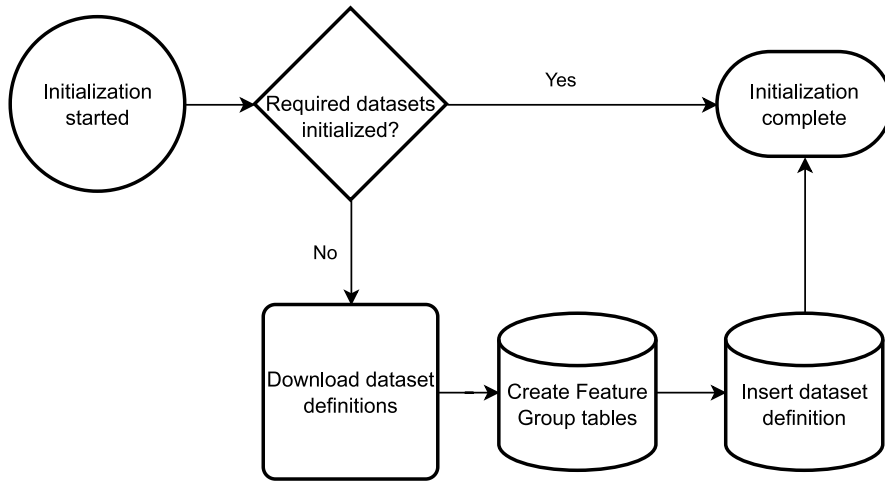 Initialization
started
Required datasets
initialized?
Yes
Initialization
complete
No
Download dataset
definitions
Create Feature
Group tables
Insert dataset
definition